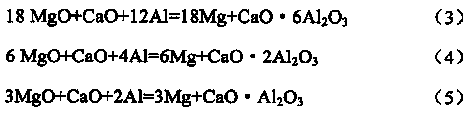 18 MgO+CaO+12Al=18Mg+CaO・6Al₂O₃ （3）
6 MgO+CaO+4Al=6Mg+CaO・2Al₂O₃ （4）
3MgO+CaO+2Al=3Mg+CaO・Al₂O₃ （5）